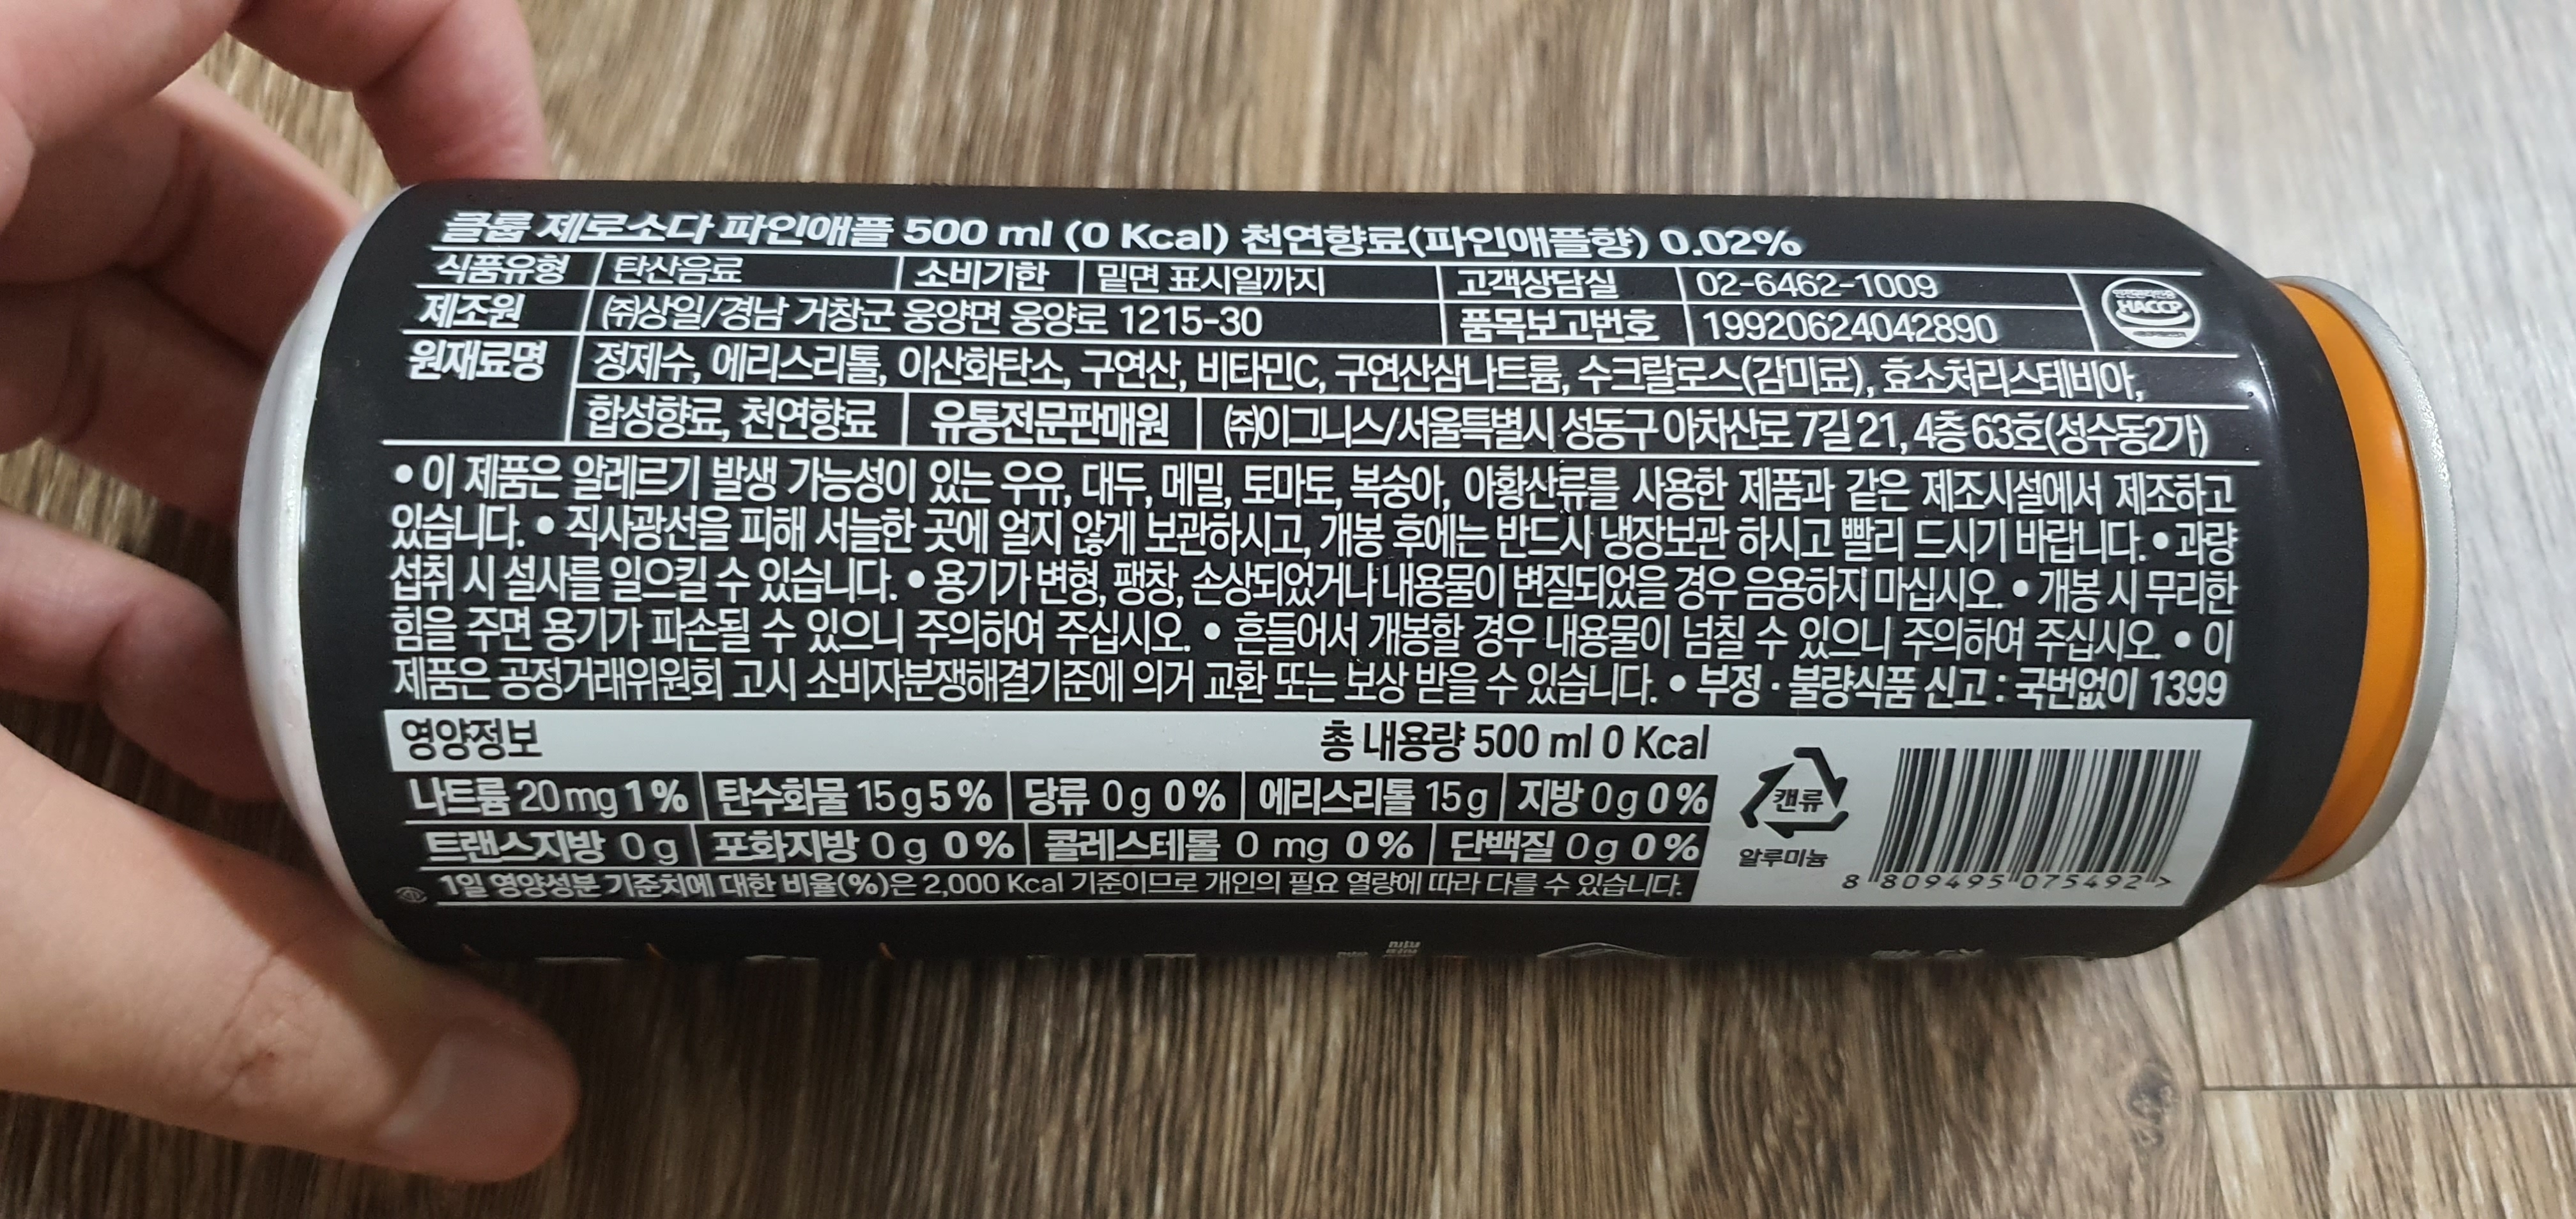 클룹 제로소다 파인애플 500 ml (0 Kcal) 천연향료(파인애플향) 0.02%
식품유형 탄산음료 소비기한 밑면 표시일까지 고객상담실 02-6462-1009
제조원 ㈜상일/경남 거창군 웅양면 웅양로 1215-30 품목보고번호 19920624042890
HACCP
원재료명 정제수, 에리스리톨, 이산화탄소, 구연산, 비타민C, 구연산삼나트륨, 수크랄로스(감미료), 효소처리스테비아,
합성향료, 천연향료 유통전문판매원 ㈜이그니스/서울특별시 성동구 아차산로 7길 21, 4층 63호(성수동2가)
• 이 제품은 알레르기 발생 가능성이 있는 우유, 대두, 메밀, 토마토, 복숭아, 아황산류를 사용한 제품과 같은 제조시설에서 제조하고
있습니다. • 직사광선을 피해 서늘한 곳에 얼지 않게 보관하시고, 개봉 후에는 반드시 냉장보관 하시고 빨리 드시기 바랍니다. • 과량
섭취 시 설사를 일으킬 수 있습니다. • 용기가 변형, 팽창, 손상되었거나 내용물이 변질되었을 경우 음용하지 마십시오. • 개봉 시 무리한
힘을 주면 용기가 파손될 수 있으니 주의하여 주십시오. • 흔들어서 개봉할 경우 내용물이 넘칠 수 있으니 주의하여 주십시오. • 이
제품은 공정거래위원회 고시 소비자분쟁해결기준에 의거 교환 또는 보상 받을 수 있습니다. • 부정 · 불량식품 신고 : 국번없이 1399
영양정보 총 내용량 500 ml 0 Kcal
나트륨 20mg 1% 탄수화물 15g 5% 당류 0g 0% 에리스리톨 15g 지방 0g 0%
트랜스지방 0g 포화지방 0g 0% 콜레스테롤 0 mg 0% 단백질 0g 0%
1일 영양성분 기준치에 대한 비율(%)은 2,000 Kcal 기준이므로 개인의 필요 열량에 따라 다를 수 있습니다.
캔류
알루미늄
8 809495 075492 >